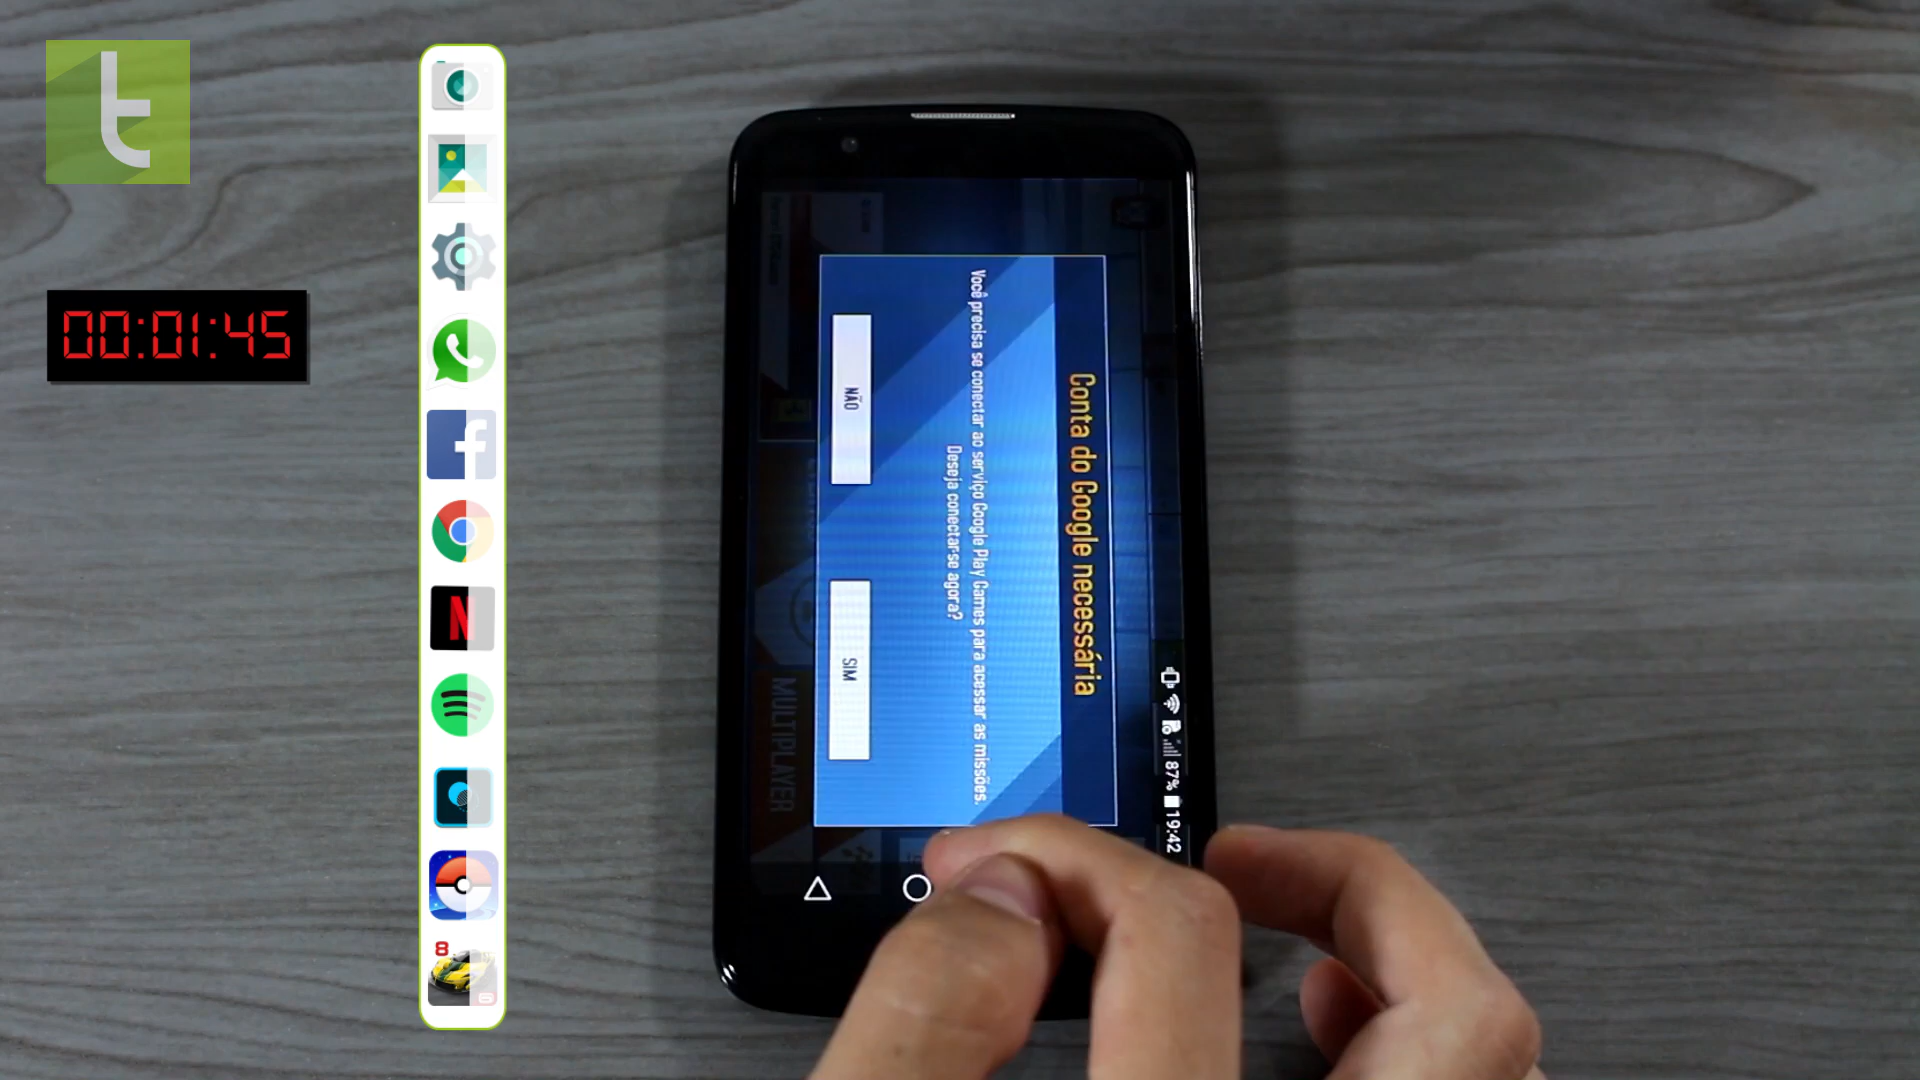 t
00:01:45
f
N
8
Conta do Google necessária
Você precisa se conectar ao serviço Google Play Games para acessar as missões.
Deseja conectar-se agora?
NÃO
SIM
MULTIPLAYER
87%
19:42